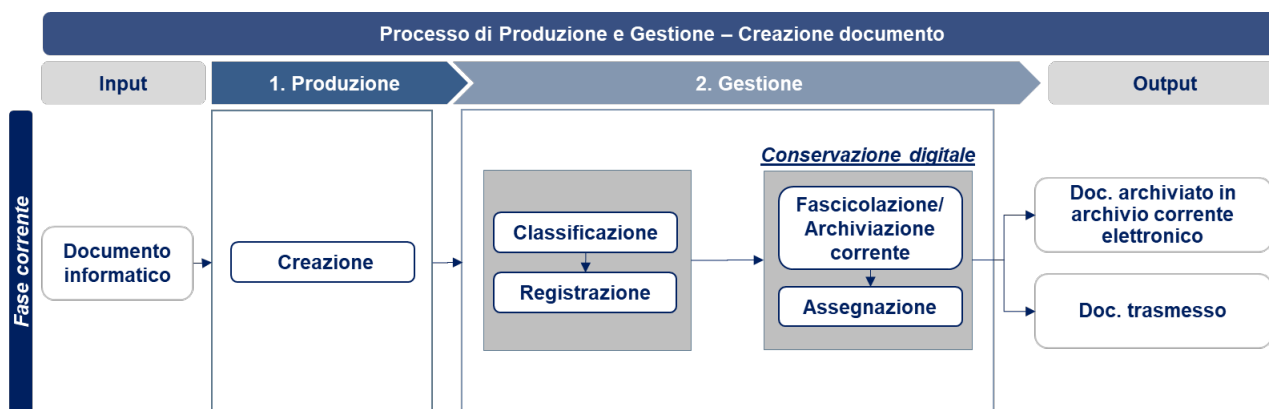 Processo di Produzione e Gestione – Creazione documento
Input
1. Produzione
2. Gestione
Output
Fase corrente
Documento
informatico
Creazione
Classificazione
Registrazione
Conservazione digitale
Fascicolazione/
Archiviazione
corrente
Assegnazione
Doc. archiviato in
archivio corrente
elettronico
Doc. trasmesso